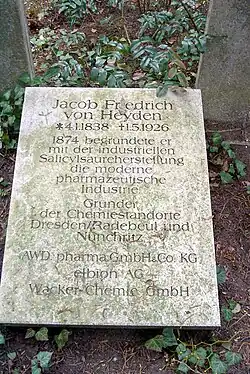 Jacob Friedrich
von Heyden
*4.1.1838 †1.5.1926
1874 begründete er
mit der industriellen
Salicylsäureherstellung
die moderne
pharmazeutische
Industrie
Gründer
der Chemiestandorte
Dresden/Radebeul und
Nünchritz
AWD pharma GmbH & Co KG
elbion AG
Wacker-Chemie GmbH